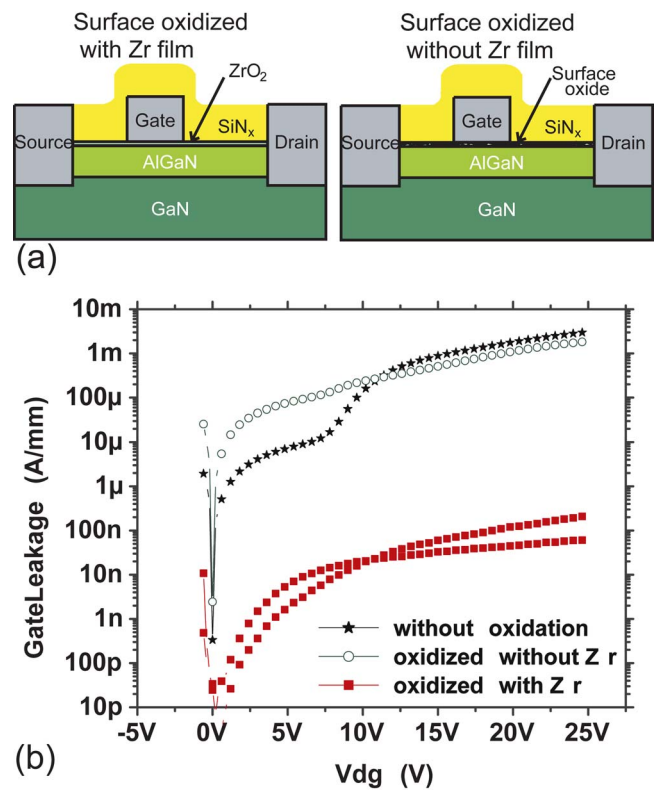 Surface oxidized
with Zr film
Surface oxidized
without Zr film
ZrO2
Surface
oxide
Gate
SiNx
Source
Drain
AlGaN
GaN
Gate
SiNx
Source
Drain
AlGaN
GaN
(a)
10m
1m
100µ
10µ
1µ
100n
10n
1n
100p
10p
GateLeakage (A/mm)
without oxidation
oxidized without Z r
oxidized with Z r
-5V 0V 5V 10V 15V 20V 25V
Vdg (V)
(b)